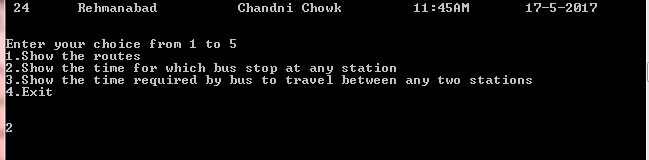 24 Rehmanabad Chandni Chowk 11:45AM 17-5-2017
Enter your choice from 1 to 5
1.Show the routes
2.Show the time for which bus stop at any station
3.Show the time required by bus to travel between any two stations
4.Exit
2